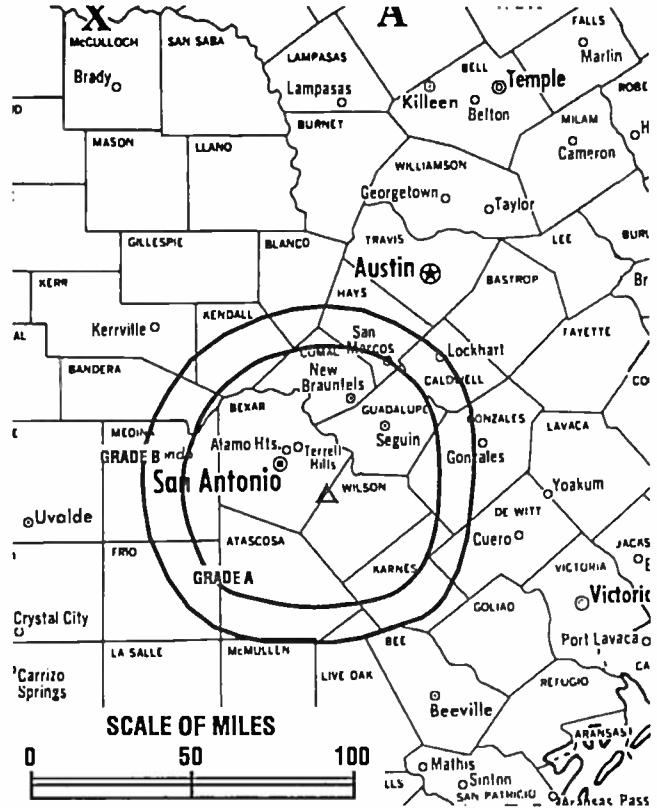 X
A
McCULLOCH
SAN SABA
FALLS
Brady
LAMPASAS
Lampasas
BELL
Temple
Marlin
Killeen
Belton
BURNET
MILAM
Cameron
MASON
LLANO
WILLIAMSON
Georgetown
Taylor
GILLESPIE
BLANCO
TRAVIS
LEE
Austin
KERR
HAYS
BASTROP
Kerrville
KENDALL
San
Marcos
Lockhart
FAYETTE
BANDERA
COMAL
New
Braunfels
CALDWELL
BEXAR
GUADALUPE
GONZALES
LAVACA
MEDINA
Seguin
GRADE B
Alamo Hts.
Terrell
Hills
Gonzales
San Antonio
WILSON
Yoakum
Uvalde
DE WITT
Cuero
FRIO
ATASCOSA
KARNES
VICTORIA
GRADE A
GOLIAD
Crystal City
Port Lavaca
LA SALLE
McMULLEN
BEE
LIVE OAK
Carrizo
Springs
REFUGIO
Beeville
SCALE OF MILES
ARANSAS
0
50
100
Mathis
Sinton
SAN PATRICIO
Aransas Pass